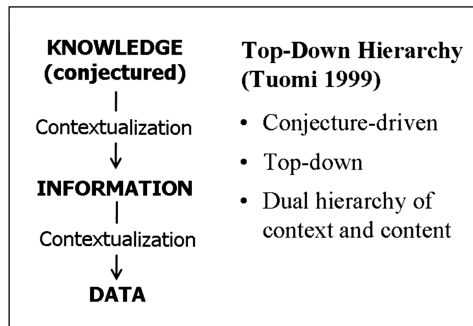 KNOWLEDGE
(conjectured)
Contextualization
INFORMATION
Contextualization
DATA
Top-Down Hierarchy
(Tuomi 1999)
• Conjecture-driven
• Top-down
• Dual hierarchy of
context and content